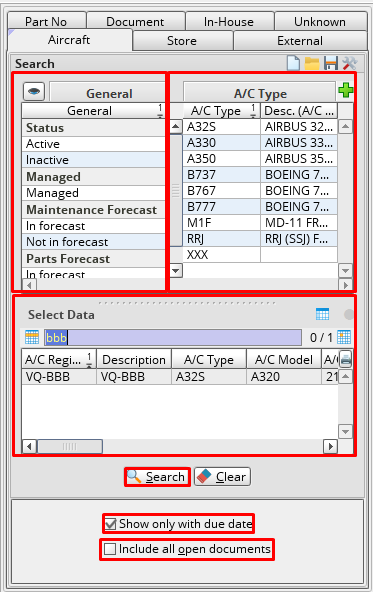 Part No Document In-House Unknown
Aircraft Store External
Search
General
General 1
Status
Active
Inactive
Managed
Managed
Maintenance Forecast
In forecast
Not in forecast
Parts Forecast
In forecast
A/C Type
A/C Type 1 Desc. (A/C ...
A32S AIRBUS 32...
A330 AIRBUS 33...
A350 AIRBUS 35...
B737 BOEING 7...
B767 BOEING 7...
B777 BOEING 7...
M1F MD-11 FR...
RRJ RRJ (SSJ) F...
XXX
Select Data
bbb 0 / 1
A/C Regi... 1 Description A/C Type A/C Model A/
VQ-BBB VQ-BBB A32S A320 21
Search Clear
Show only with due date
Include all open documents